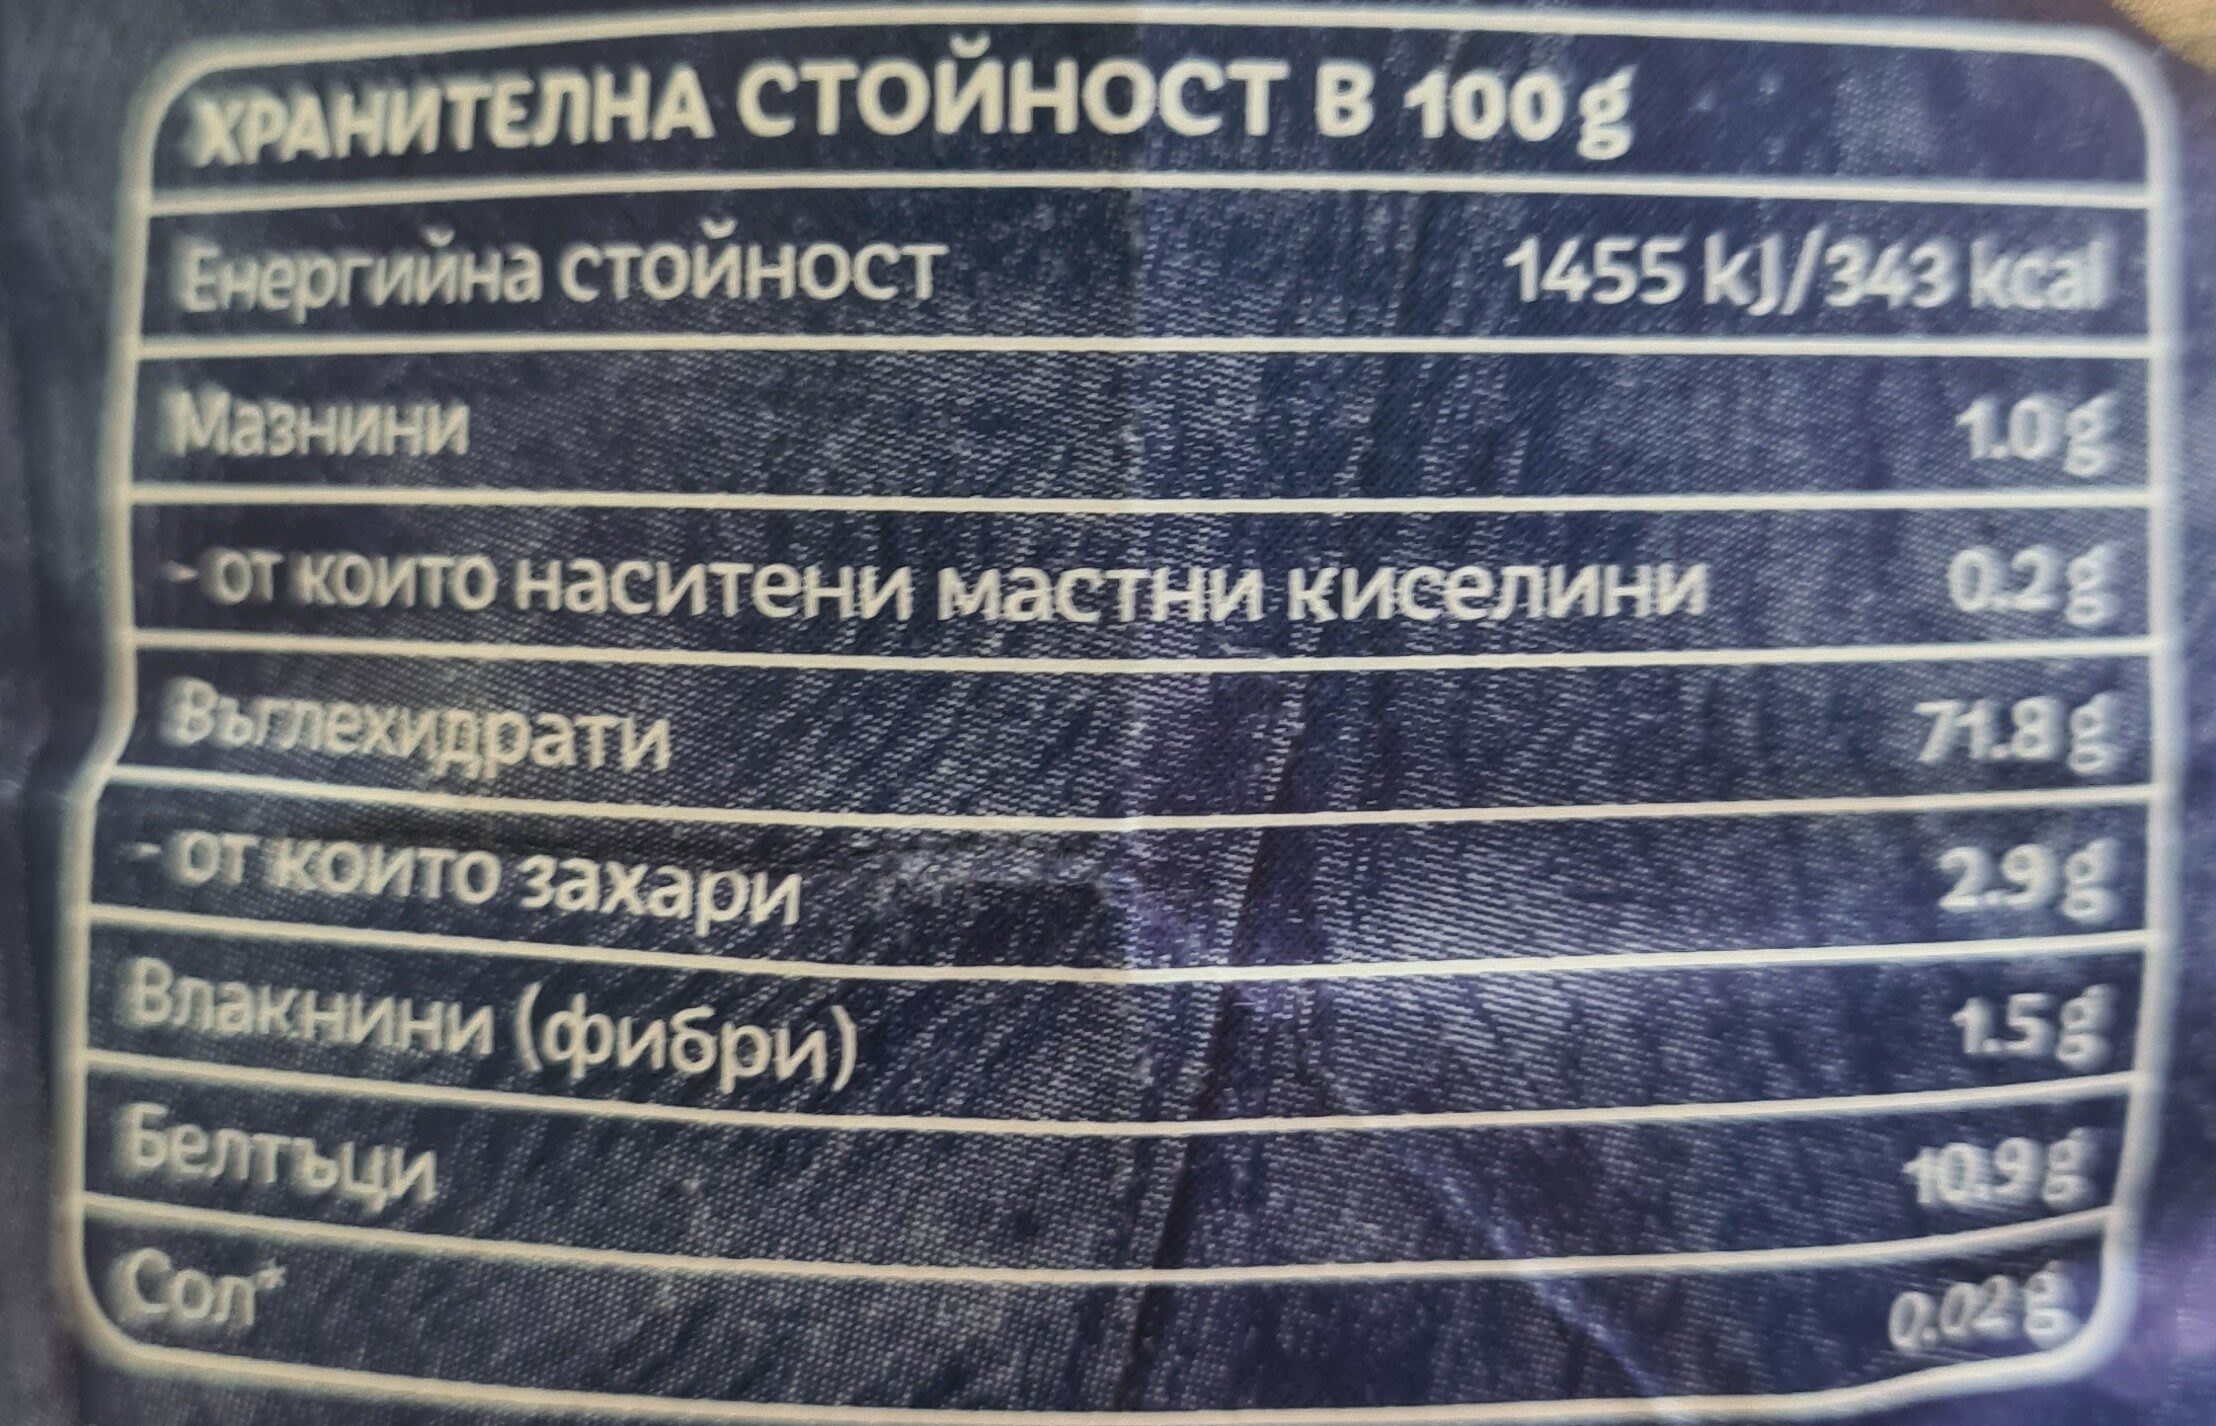 ХРАНИТЕЛНА СТОЙНОСТ В 100 g
Енергийна стойност 1455 kJ/343 kcal
Мазнини 1.0 g
- от които наситени мастни киселини 0.2 g
Въглехидрати 71.8 g
- от които захари 2.9 g
Влакнини (фибри) 1.5 g
Белтъци 10.9 g
Сол* 0.02 g